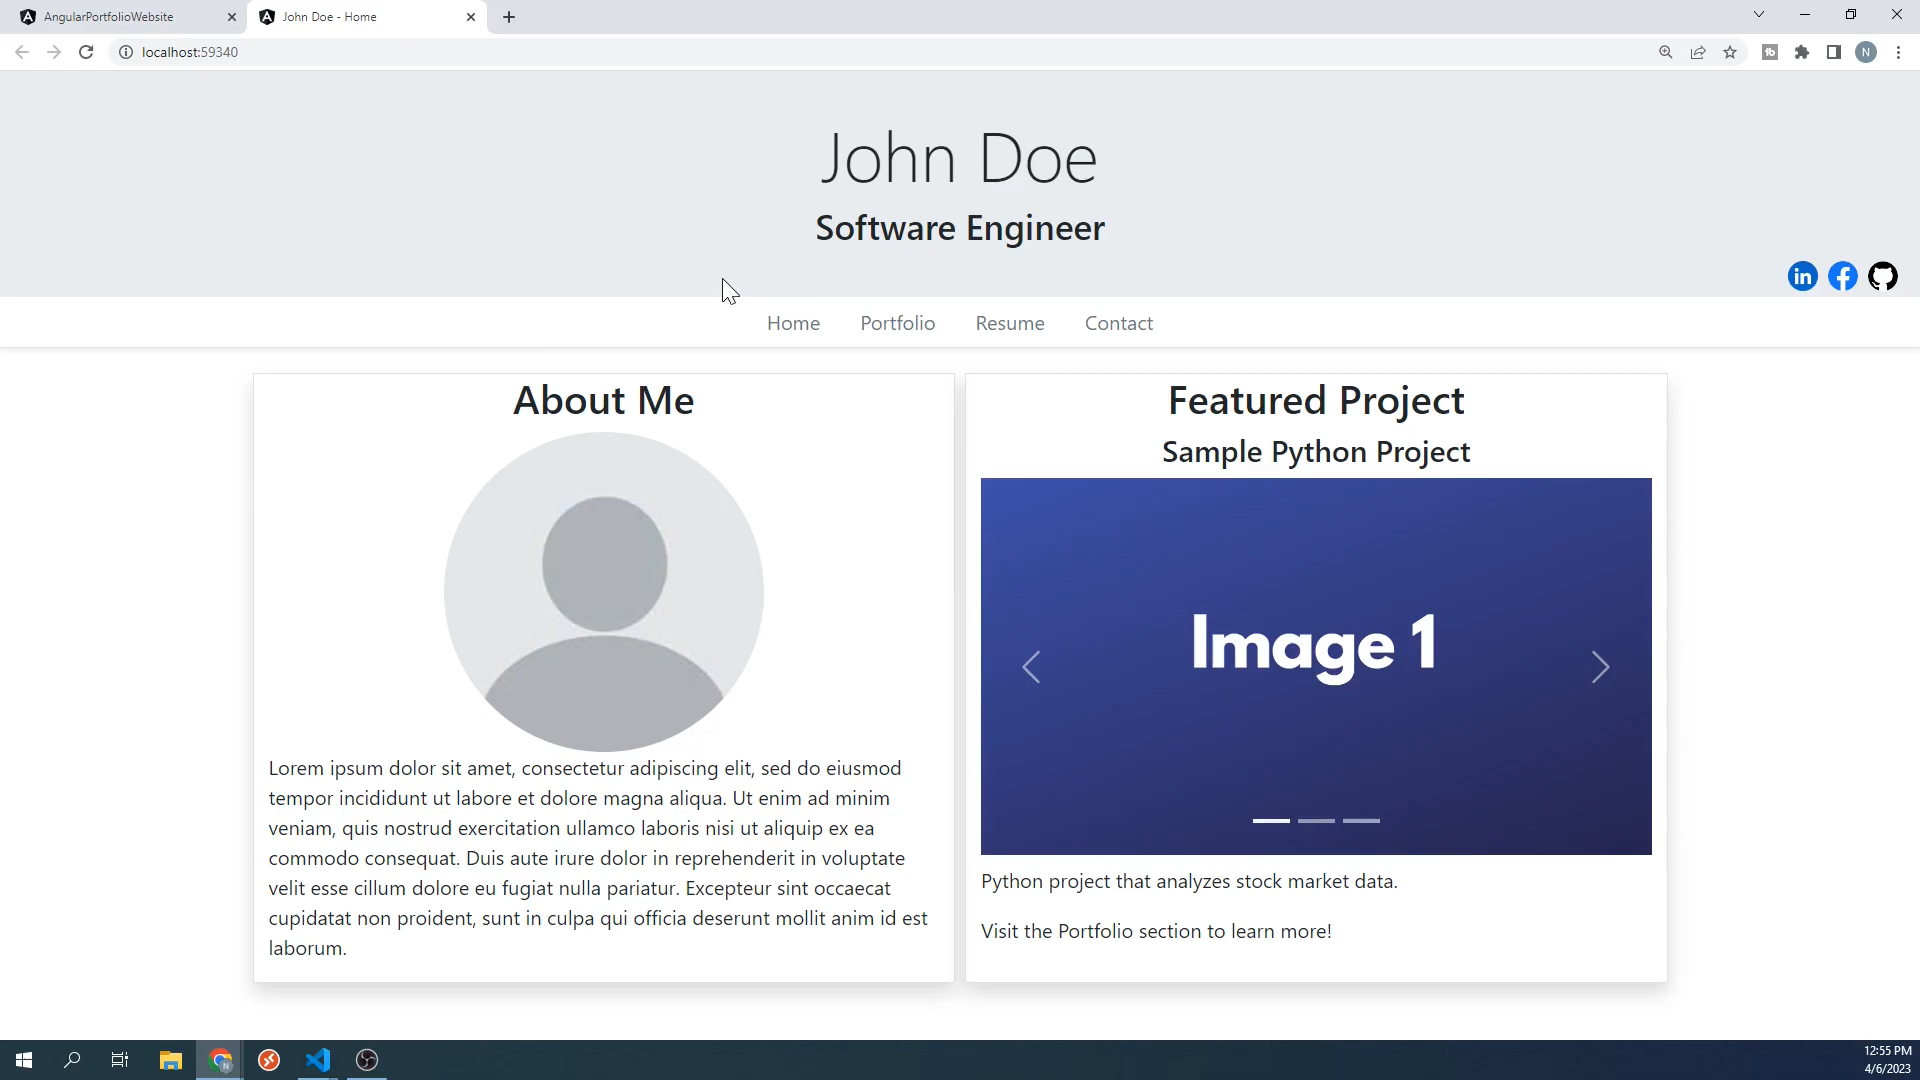 AngularPortfolioWebsite
John Doe - Home
localhost:59340
N
John Doe
Software Engineer
in
Home Portfolio Resume Contact
About Me
Lorem ipsum dolor sit amet, consectetur adipiscing elit, sed do eiusmod
tempor incididunt ut labore et dolore magna aliqua. Ut enim ad minim
veniam, quis nostrud exercitation ullamco laboris nisi ut aliquip ex ea
commodo consequat. Duis aute irure dolor in reprehenderit in voluptate
velit esse cillum dolore eu fugiat nulla pariatur. Excepteur sint occaecat
cupidatat non proident, sunt in culpa qui officia deserunt mollit anim id est
laborum.
Featured Project
Sample Python Project
Image 1
Python project that analyzes stock market data.
Visit the Portfolio section to learn more!
12:55 PM
4/6/2023